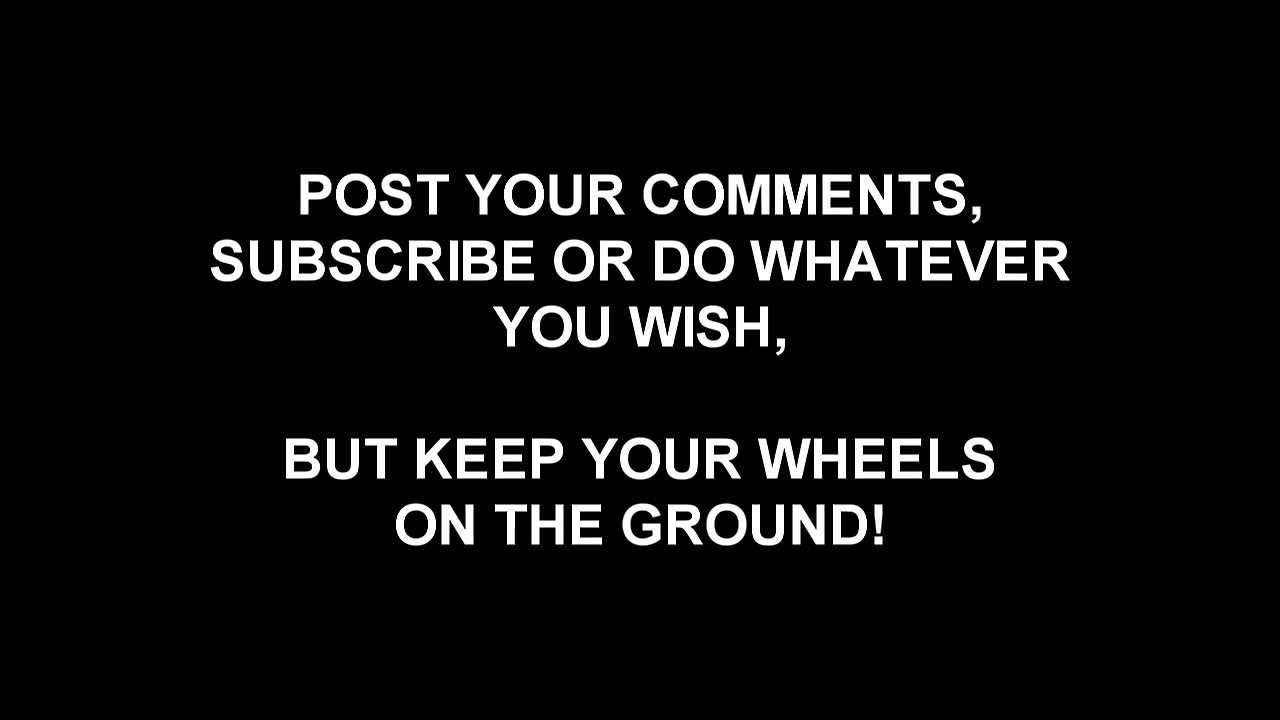 POST YOUR COMMENTS,
SUBSCRIBE OR DO WHATEVER
YOU WISH,
BUT KEEP YOUR WHEELS
ON THE GROUND!